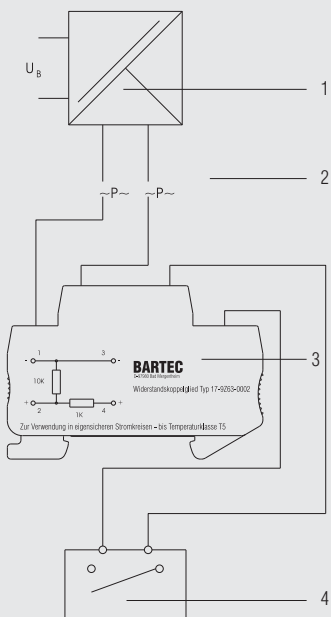 U B
1
2
~P~ ~P~
3
- 1 3 -
10K
+ 2 4 +
1K
BARTEC
Widerstandskoppelglied Typ 17-9Z63-0002
Zur Verwendung in eigensicheren Stromkreisen – bis Temperaturklasse T5
4